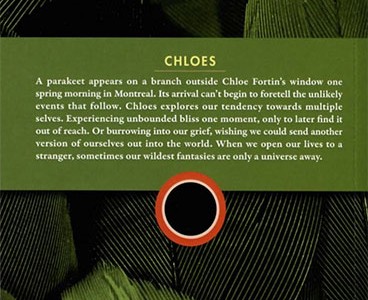 CHLOES
A parakeet appears on a branch outside Chloe Fortin's window one
spring morning in Montreal. Its arrival can't begin to foretell the unlikely
events that follow. Chloes explores our tendency towards multiple
selves. Experiencing unbounded bliss one moment, only to later find it
out of reach. Or burrowing into our grief, wishing we could send another
version of ourselves out into the world. When we open our lives to a
stranger, sometimes our wildest fantasies are only a universe away.